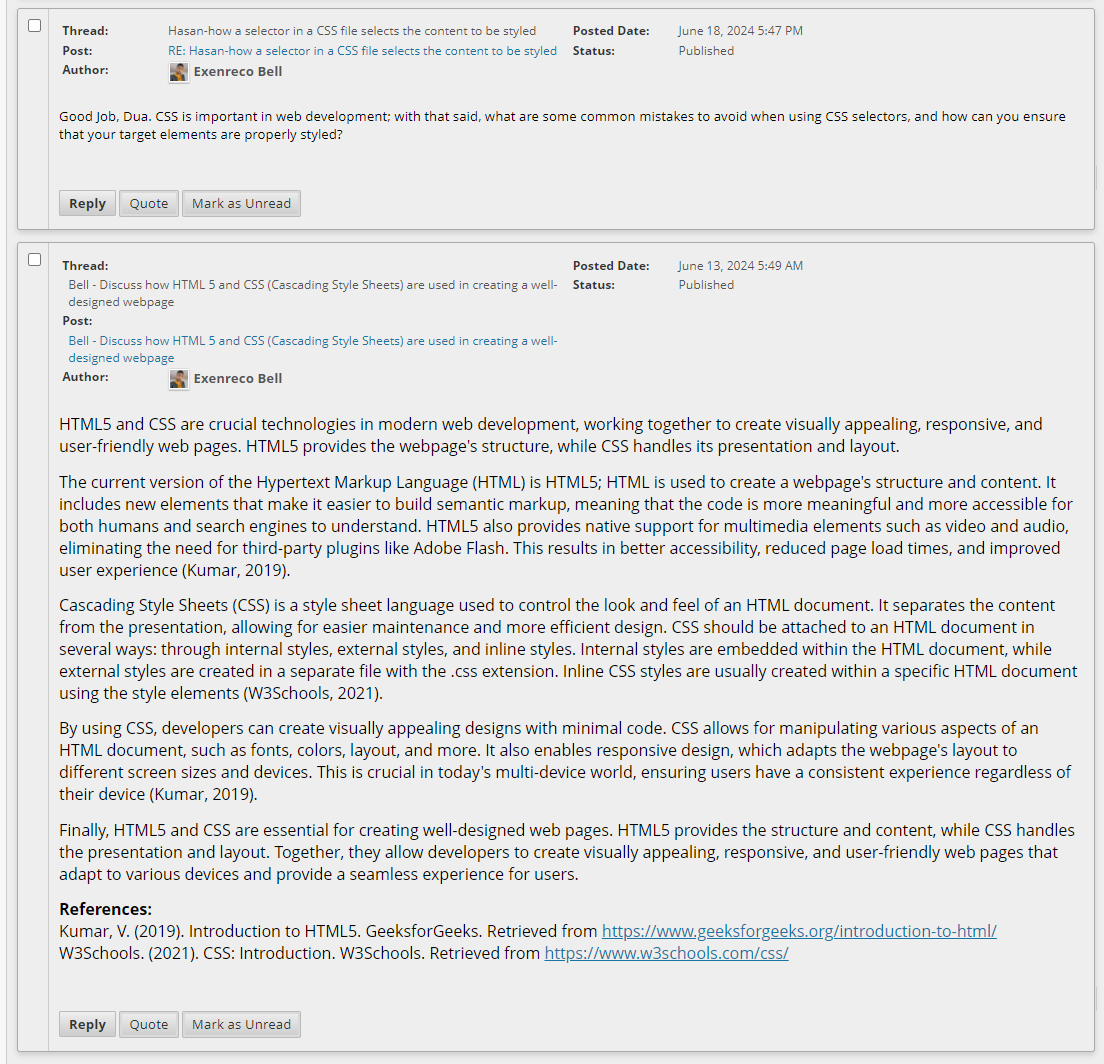 Thread: Hasan-how a selector in a CSS file selects the content to be styled Posted Date: June 18, 2024 5:47 PM
Post: RE: Hasan-how a selector in a CSS file selects the content to be styled Status: Published
Author: Exenreco Bell
Good Job, Dua. CSS is important in web development; with that said, what are some common mistakes to avoid when using CSS selectors, and how can you ensure
that your target elements are properly styled?
Reply Quote Mark as Unread
Thread: Posted Date: June 13, 2024 5:49 AM
Bell - Discuss how HTML 5 and CSS (Cascading Style Sheets) are used in creating a well- Status: Published
designed webpage
Post:
Bell - Discuss how HTML 5 and CSS (Cascading Style Sheets) are used in creating a well-
designed webpage
Author: Exenreco Bell
HTML5 and CSS are crucial technologies in modern web development, working together to create visually appealing, responsive, and
user-friendly web pages. HTML5 provides the webpage's structure, while CSS handles its presentation and layout.
The current version of the Hypertext Markup Language (HTML) is HTML5; HTML is used to create a webpage's structure and content. It
includes new elements that make it easier to build semantic markup, meaning that the code is more meaningful and more accessible for
both humans and search engines to understand. HTML5 also provides native support for multimedia elements such as video and audio,
eliminating the need for third-party plugins like Adobe Flash. This results in better accessibility, reduced page load times, and improved
user experience (Kumar, 2019).
Cascading Style Sheets (CSS) is a style sheet language used to control the look and feel of an HTML document. It separates the content
from the presentation, allowing for easier maintenance and more efficient design. CSS should be attached to an HTML document in
several ways: through internal styles, external styles, and inline styles. Internal styles are embedded within the HTML document, while
external styles are created in a separate file with the .css extension. Inline CSS styles are usually created within a specific HTML document
using the style elements (W3Schools, 2021).
By using CSS, developers can create visually appealing designs with minimal code. CSS allows for manipulating various aspects of an
HTML document, such as fonts, colors, layout, and more. It also enables responsive design, which adapts the webpage's layout to
different screen sizes and devices. This is crucial in today's multi-device world, ensuring users have a consistent experience regardless of
their device (Kumar, 2019).
Finally, HTML5 and CSS are essential for creating well-designed web pages. HTML5 provides the structure and content, while CSS handles
the presentation and layout. Together, they allow developers to create visually appealing, responsive, and user-friendly web pages that
adapt to various devices and provide a seamless experience for users.
References:
Kumar, V. (2019). Introduction to HTML5. GeeksforGeeks. Retrieved from https://www.geeksforgeeks.org/introduction-to-html/
W3Schools. (2021). CSS: Introduction. W3Schools. Retrieved from https://www.w3schools.com/css/
Reply Quote Mark as Unread